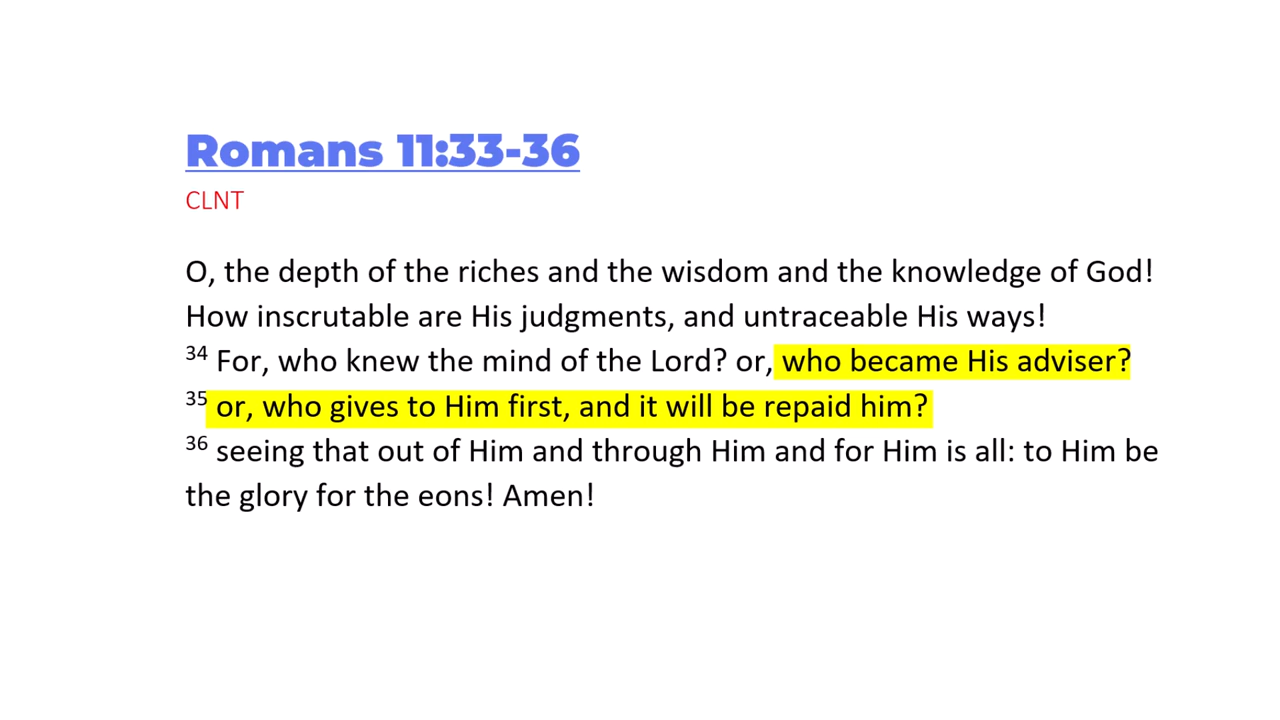 Romans 11:33-36
CLNT
O, the depth of the riches and the wisdom and the knowledge of God!
How inscrutable are His judgments, and untraceable His ways!
34 For, who knew the mind of the Lord? or, who became His adviser?
35 or, who gives to Him first, and it will be repaid him?
36 seeing that out of Him and through Him and for Him is all: to Him be
the glory for the eons! Amen!